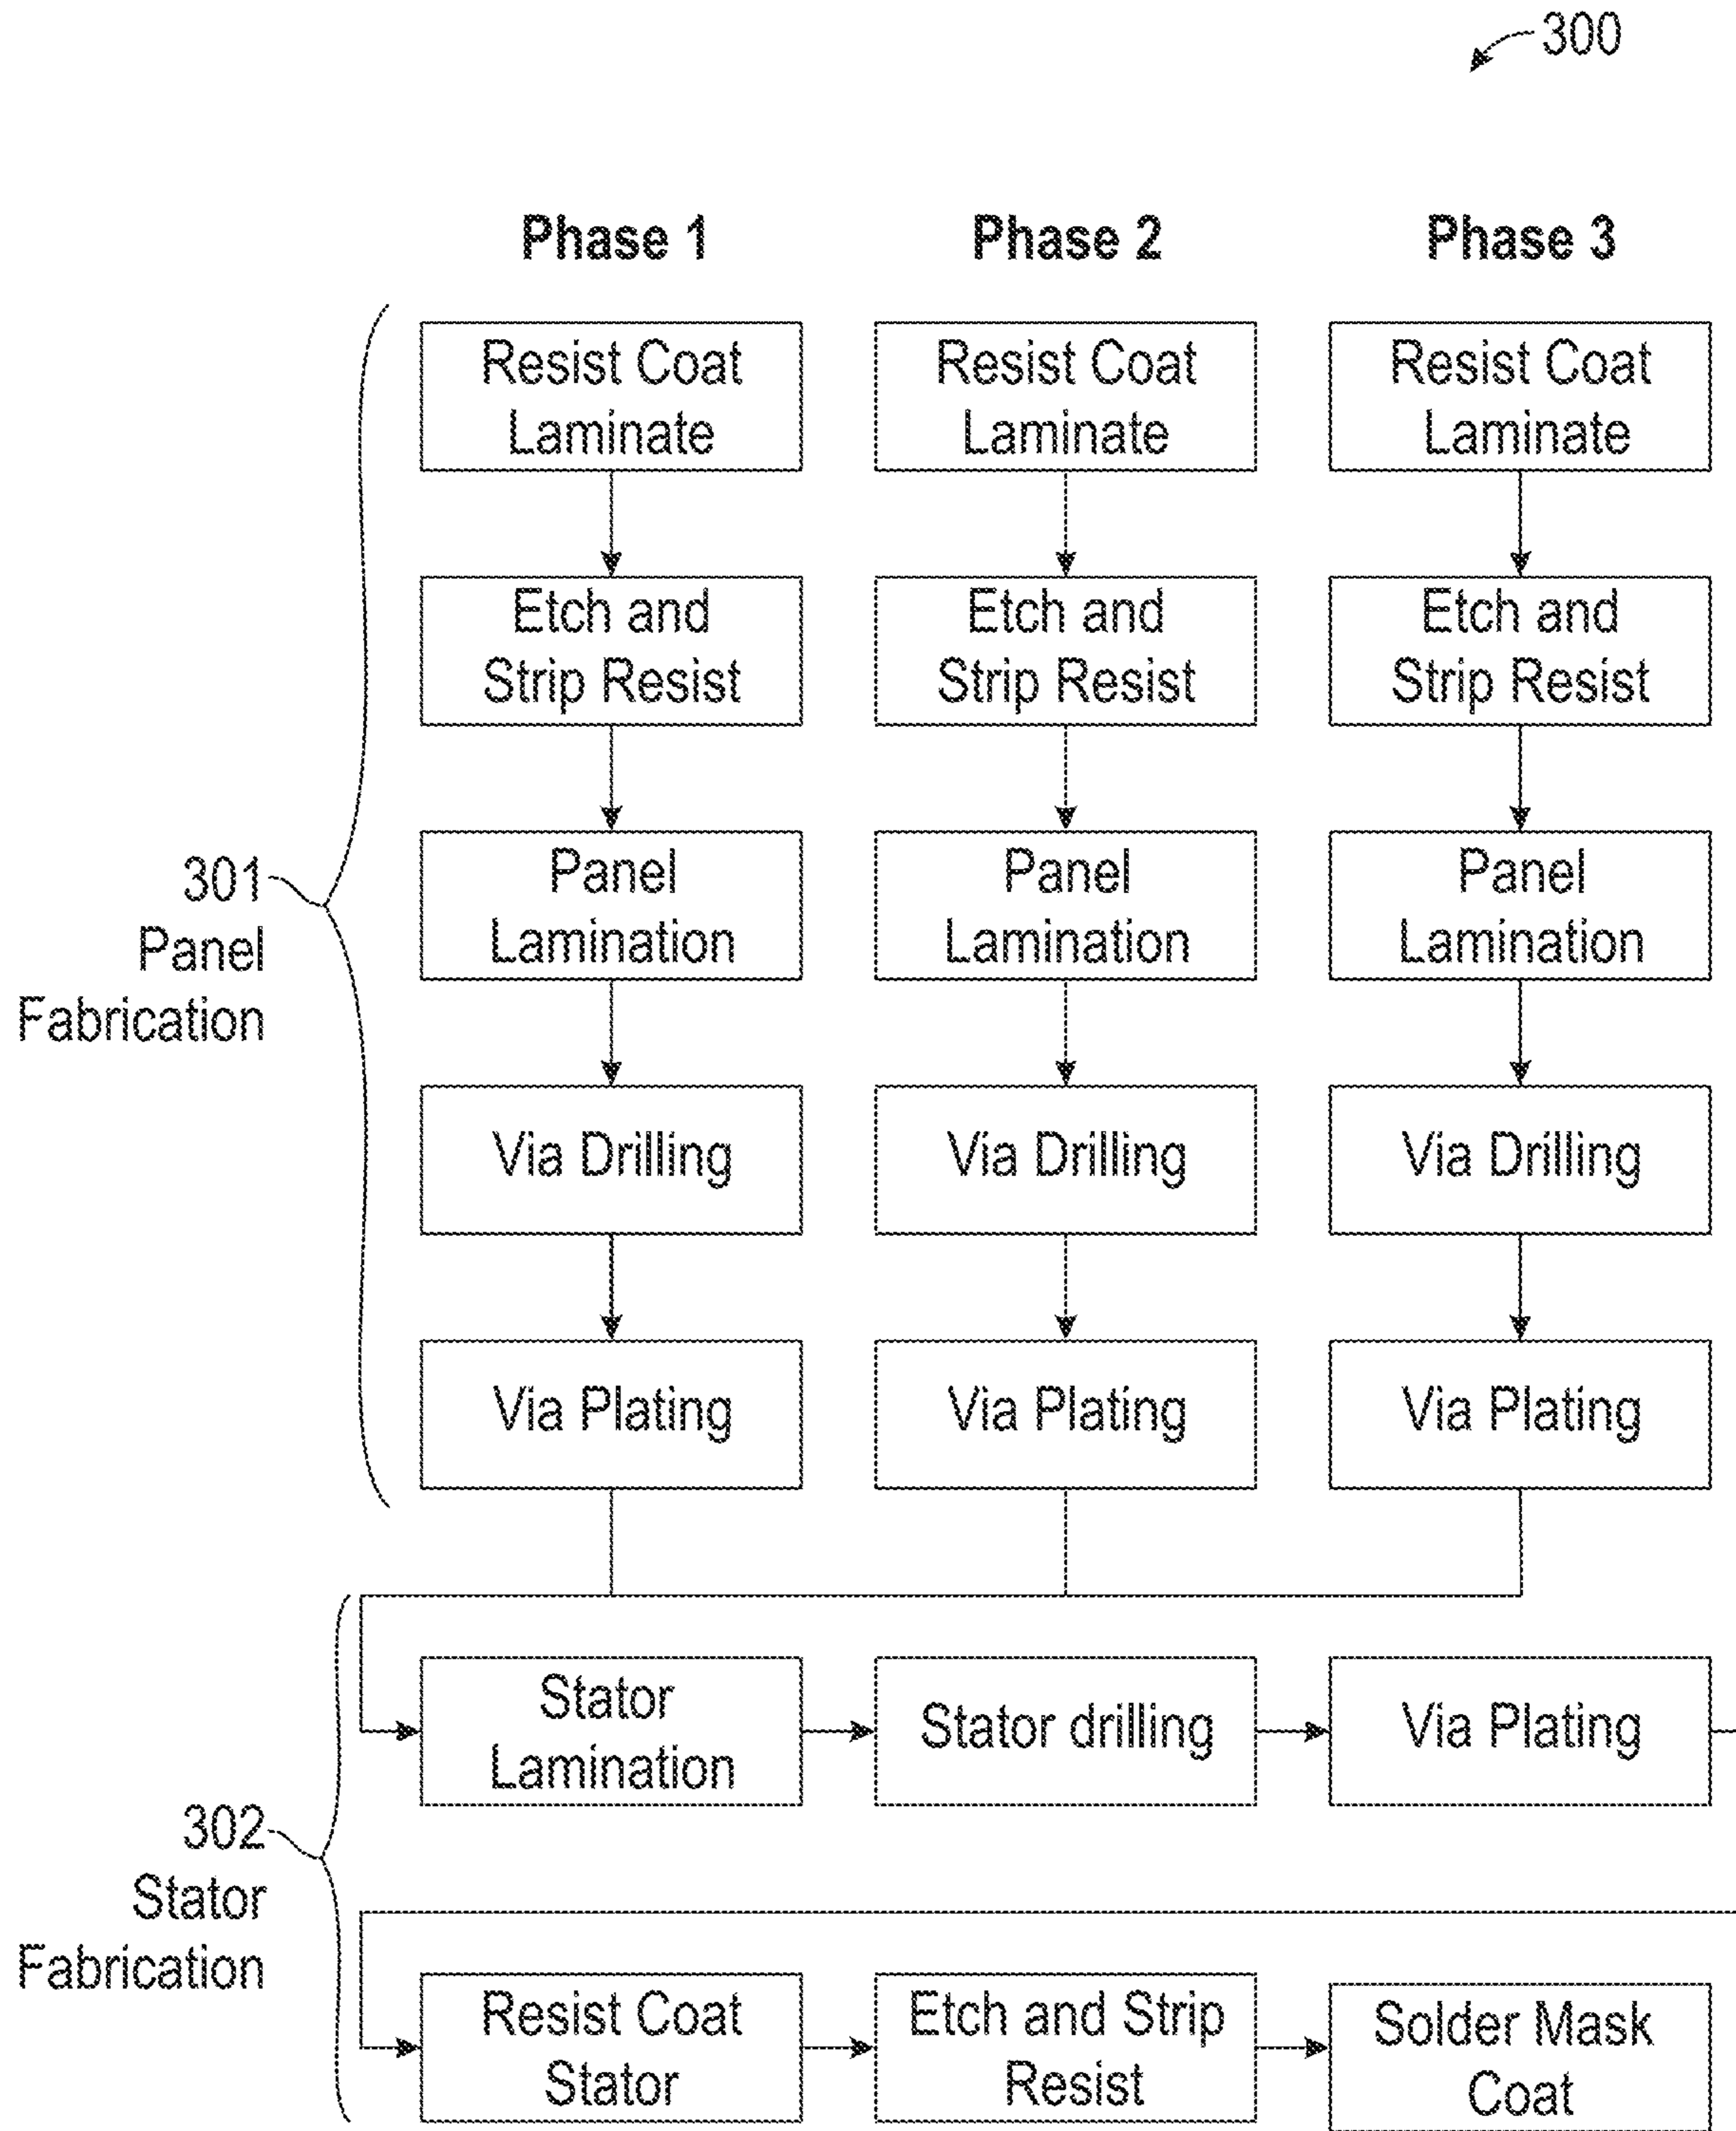 300
Phase 1
Phase 2
Phase 3
Resist Coat
Laminate
Resist Coat
Laminate
Resist Coat
Laminate
Etch and
Strip Resist
Etch and
Strip Resist
Etch and
Strip Resist
301
Panel
Fabrication
Panel
Lamination
Panel
Lamination
Panel
Lamination
Via Drilling
Via Drilling
Via Drilling
Via Plating
Via Plating
Via Plating
302
Stator
Fabrication
Stator
Lamination
Stator drilling
Via Plating
Resist Coat
Stator
Etch and Strip
Resist
Solder Mask
Coat